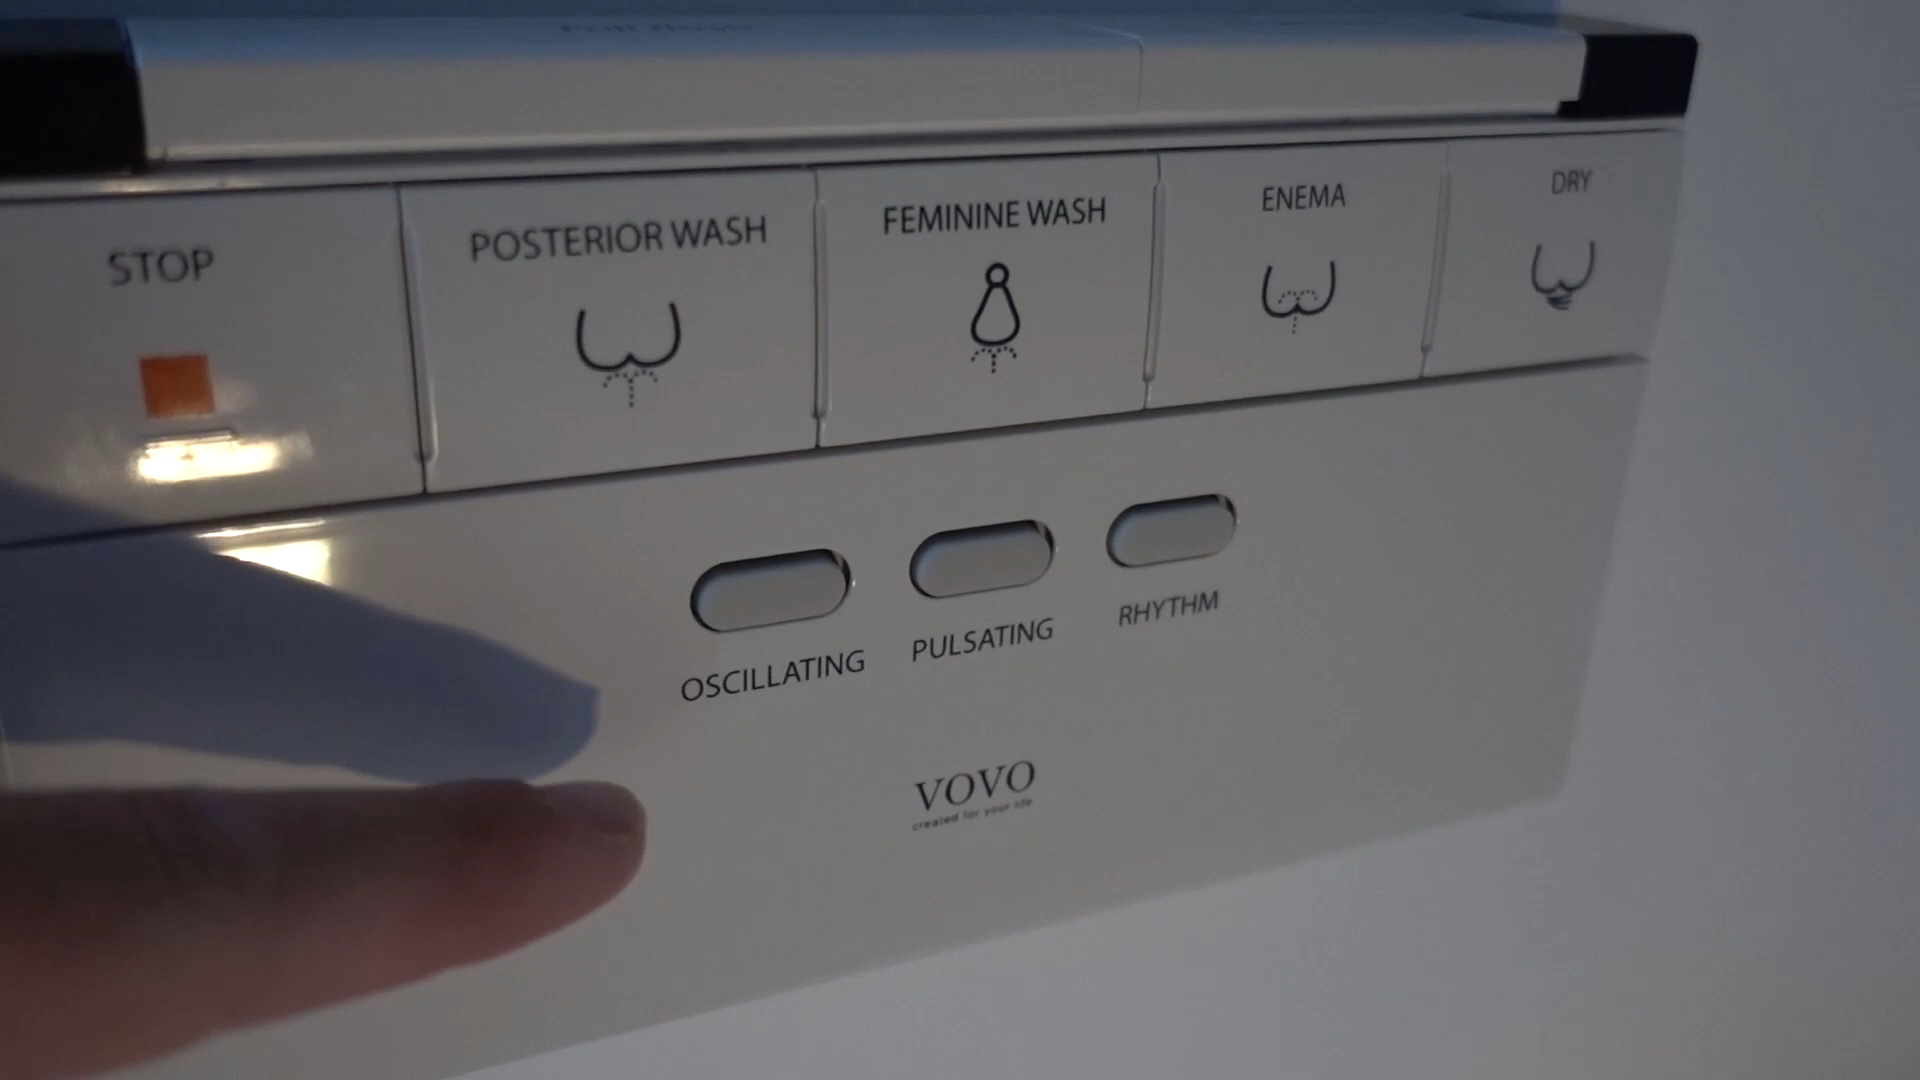 STOP
POSTERIOR WASH
FEMININE WASH
ENEMA
DRY
OSCILLATING
PULSATING
RHYTHM
VOVO
created for your life